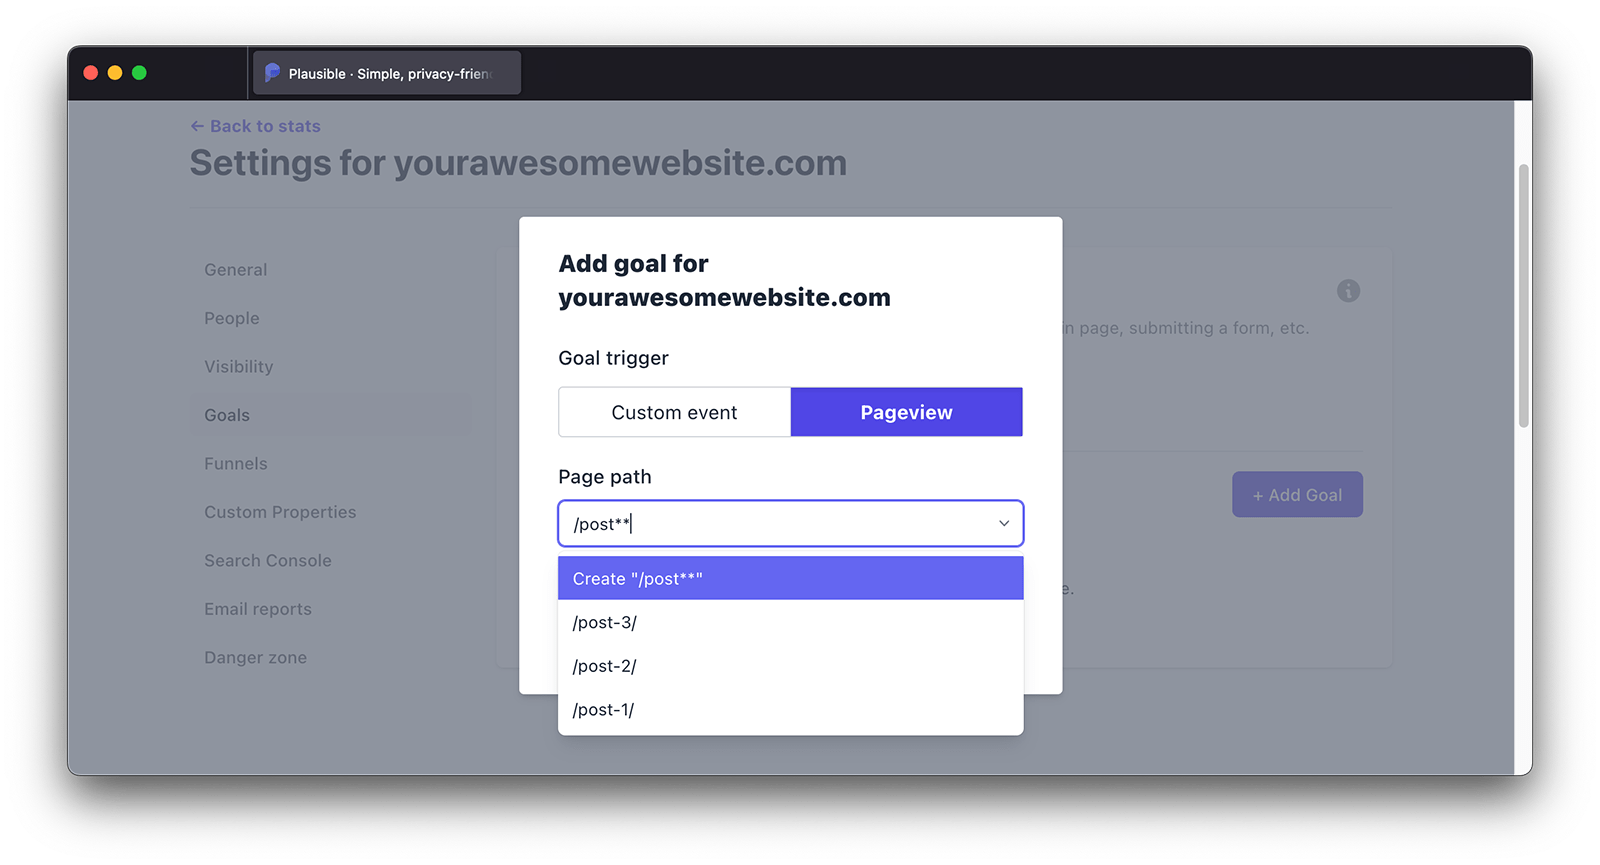 Plausible · Simple, privacy-frien
← Back to stats
Settings for yourawesomewebsite.com
General
People
Visibility
Goals
Funnels
Custom Properties
Search Console
Email reports
Danger zone
in page, submitting a form, etc.
+ Add Goal
e.
Add goal for
yourawesomewebsite.com
Goal trigger
Custom event
Pageview
Page path
/post**
Create "/post**"
/post-3/
/post-2/
/post-1/